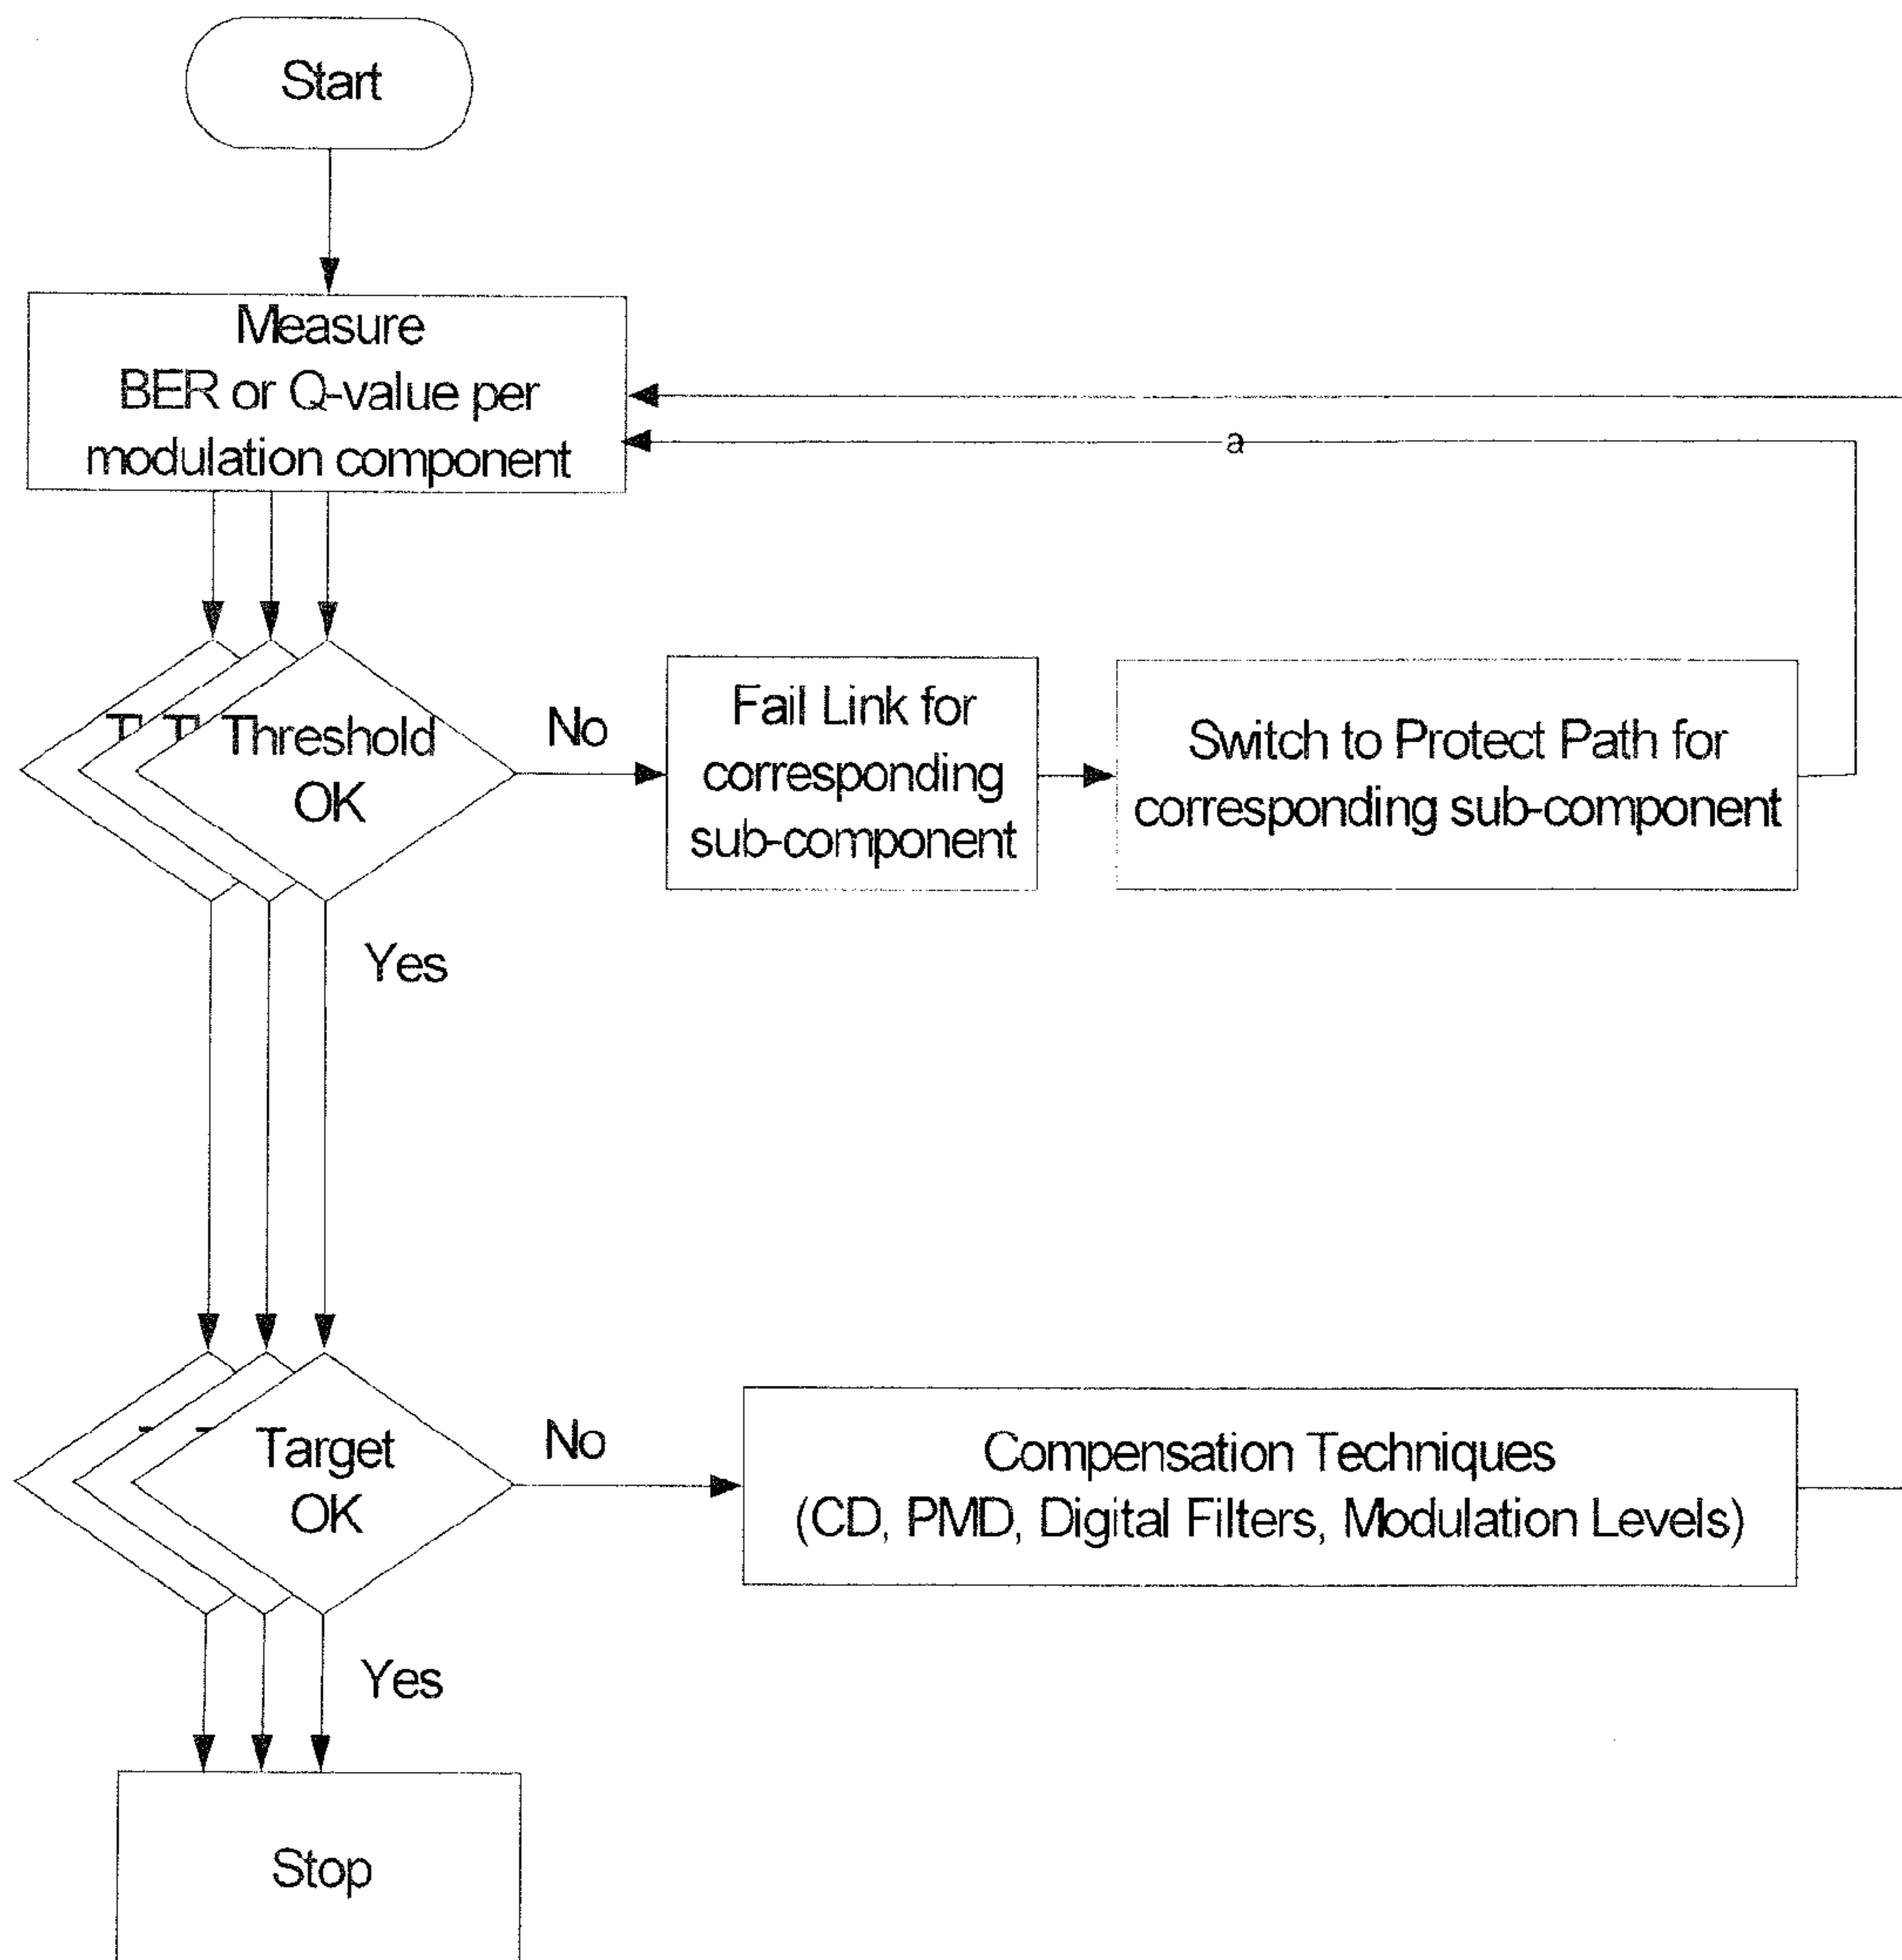 Start
Measure
BER or Q-value per
modulation component
a
T
T
Threshold
OK
No
Fail Link for
corresponding
sub-component
Switch to Protect Path for
corresponding sub-component
Yes
Target
OK
No
Compensation Techniques
(CD, PMD, Digital Filters, Modulation Levels)
Yes
Stop